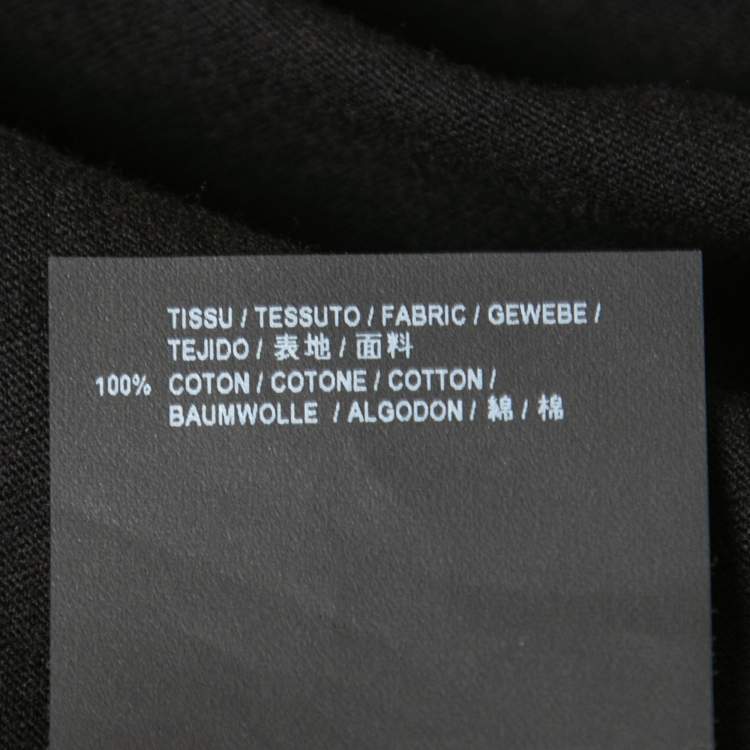 TISSU / TESSUTO / FABRIC / GEWEBE /
TEJIDO / 表地 / 面料
100% COTON / COTONE / COTTON /
BAUMWOLLE / ALGODON / 綿 / 棉